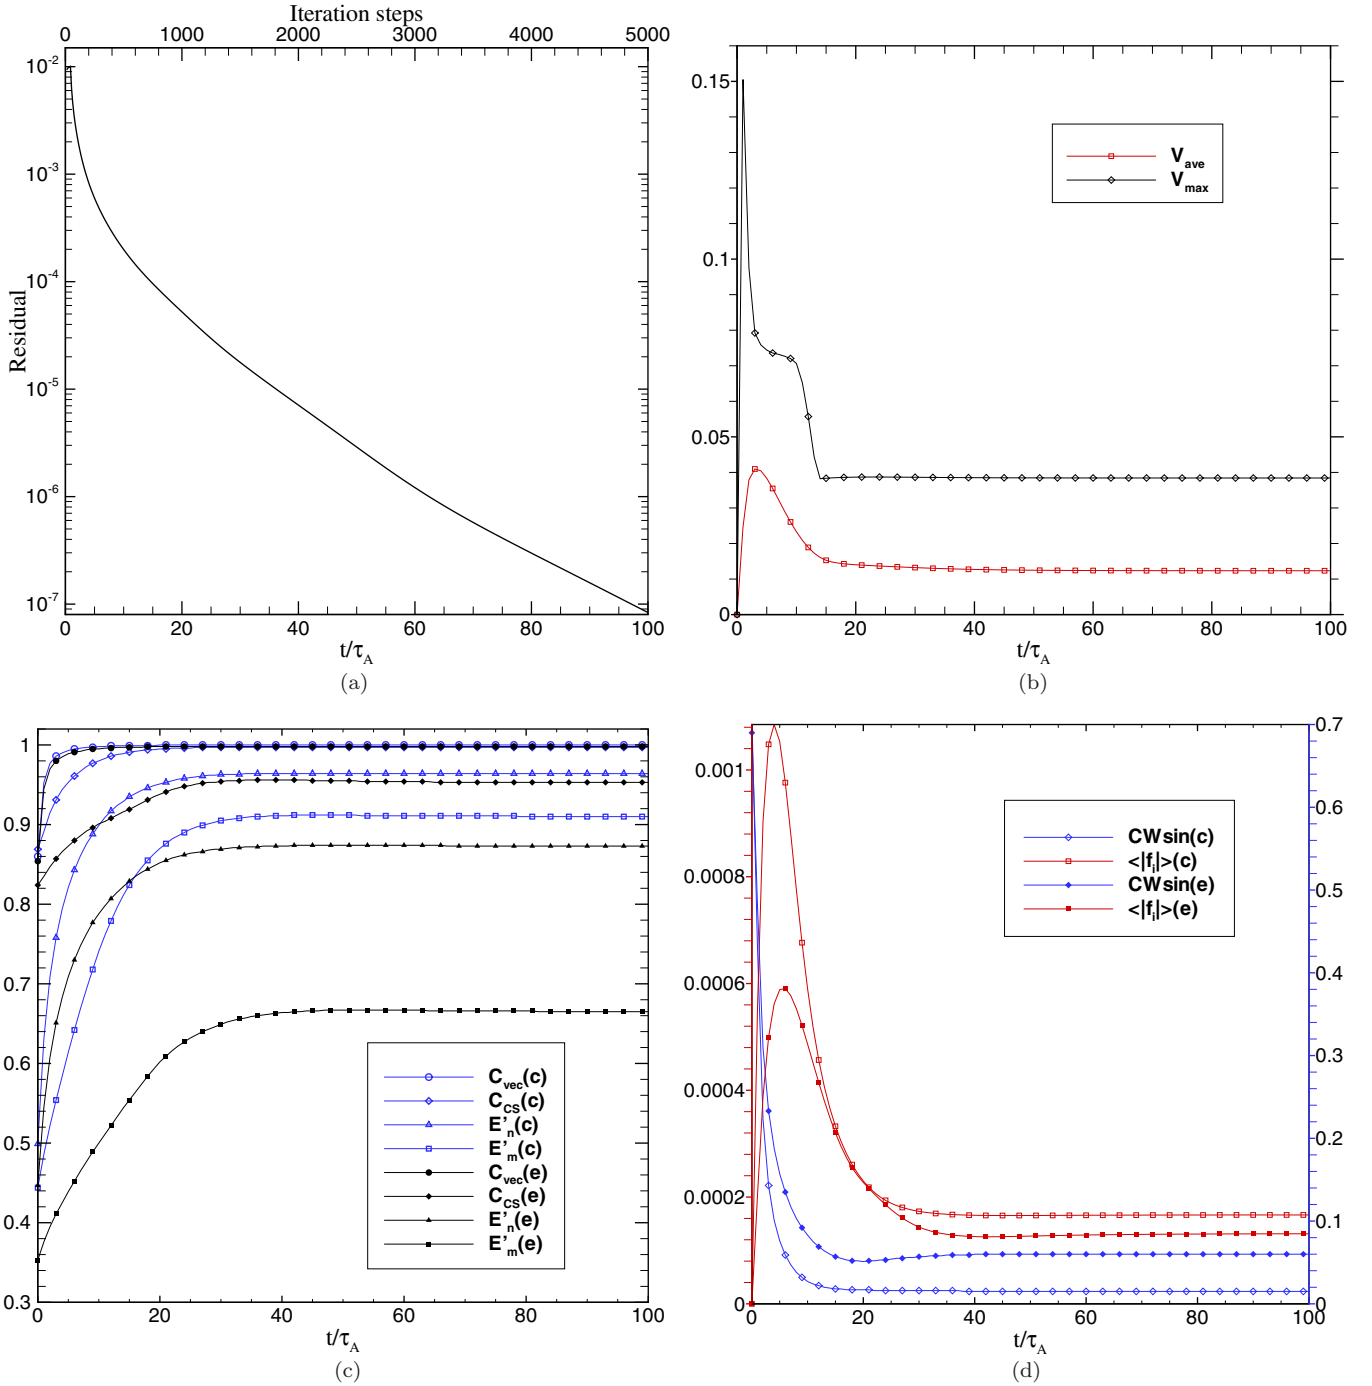 Iteration steps
0 1000 2000 3000 4000 5000
10^-2
10^-3
10^-4
10^-5
10^-6
10^-7
Residual
0 20 40 60 80 100
t/τ_A
(a)
0.15
0.1
0.05
0
V_ave
V_max
0 20 40 60 80 100
t/τ_A
(b)
1
0.9
0.8
0.7
0.6
0.5
0.4
0.3
C_vec(c)
C_CS(c)
E'_n(c)
E'_m(c)
C_vec(e)
C_CS(e)
E'_n(e)
E'_m(e)
0 20 40 60 80 100
t/τ_A
(c)
0.001
0.0008
0.0006
0.0004
0.0002
0
CWsin(c)
<|f_i|>(c)
CWsin(e)
<|f_i|>(e)
0.7
0.6
0.5
0.4
0.3
0.2
0.1
0
0 20 40 60 80 100
t/τ_A
(d)